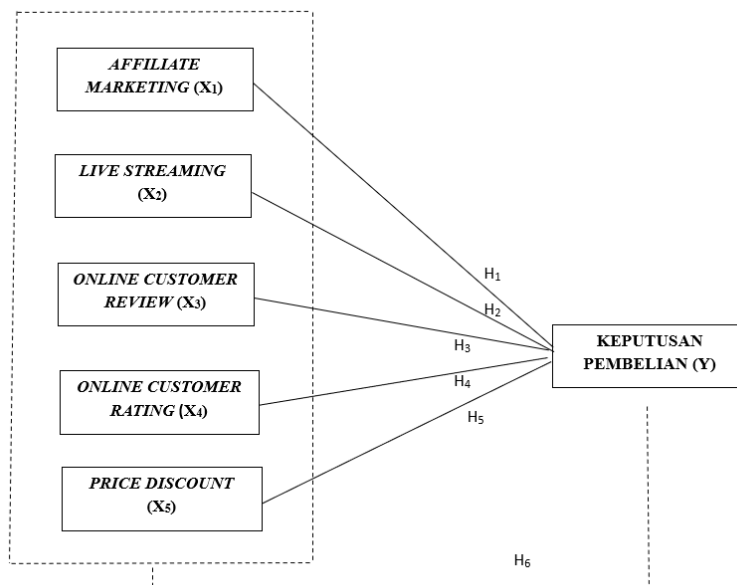 AFFILIATE
MARKETING (X₁)
LIVE STREAMING
(X₂)
ONLINE CUSTOMER
REVIEW (X₃)
ONLINE CUSTOMER
RATING (X₄)
PRICE DISCOUNT
(X₅)
H₁
H₂
H₃
H₄
H₅
KEPUTUSAN
PEMBELIAN (Y)
H₆